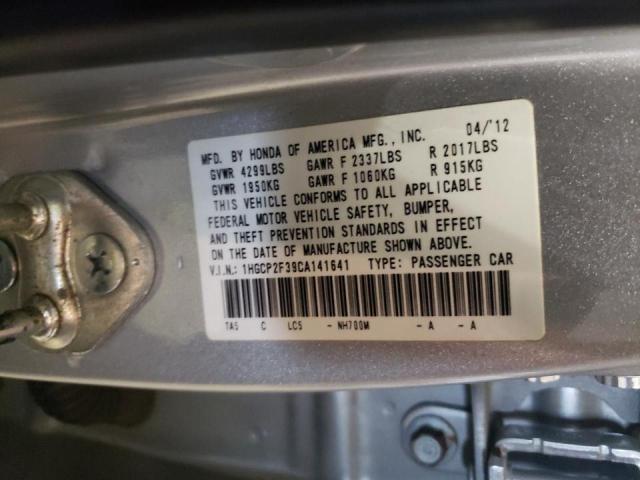 MFD. BY HONDA OF AMERICA MFG., INC. 04/'12
GVWR 4299LBS GAWR F 2337LBS R 2017LBS
GVWR 1950KG GAWR F 1060KG R 915KG
THIS VEHICLE CONFORMS TO ALL APPLICABLE
FEDERAL MOTOR VEHICLE SAFETY, BUMPER,
AND THEFT PREVENTION STANDARDS IN EFFECT
ON THE DATE OF MANUFACTURE SHOWN ABOVE.
V.I.N.: 1HGCP2F39CA141641 TYPE: PASSENGER CAR
TA5 C LC5 - NH700M - A - A